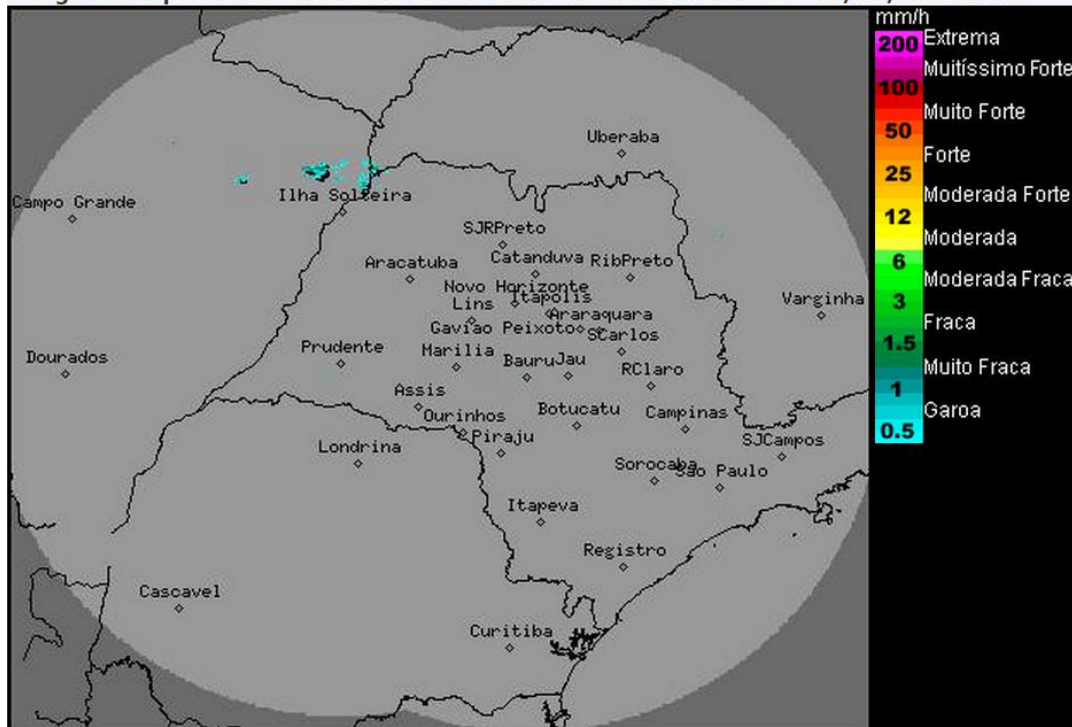 mm/h
200 Extrema
Muitíssimo Forte
100
Muito Forte
50
Forte
25
Moderada Forte
12
Moderada
6
Moderada Fraca
3
Fraca
1.5
Muito Fraca
1
Garoa
0.5
Uberaba
Ilha Solteira
Campo Grande
SJRPreto
Catanduva
RibPreto
Aracatuba
Novo Horizonte
Itapolis
Lins
Araraquara
Varginha
Gaviao Peixoto
SCarlos
Prudente
Marilia
Dourados
Bauru
Jau
RClaro
Assis
Ourinhos
Botucatu
Campinas
Piraju
Londrina
SJCampos
Sorocaba
Sao Paulo
Itapeva
Registro
Cascavel
Curitiba